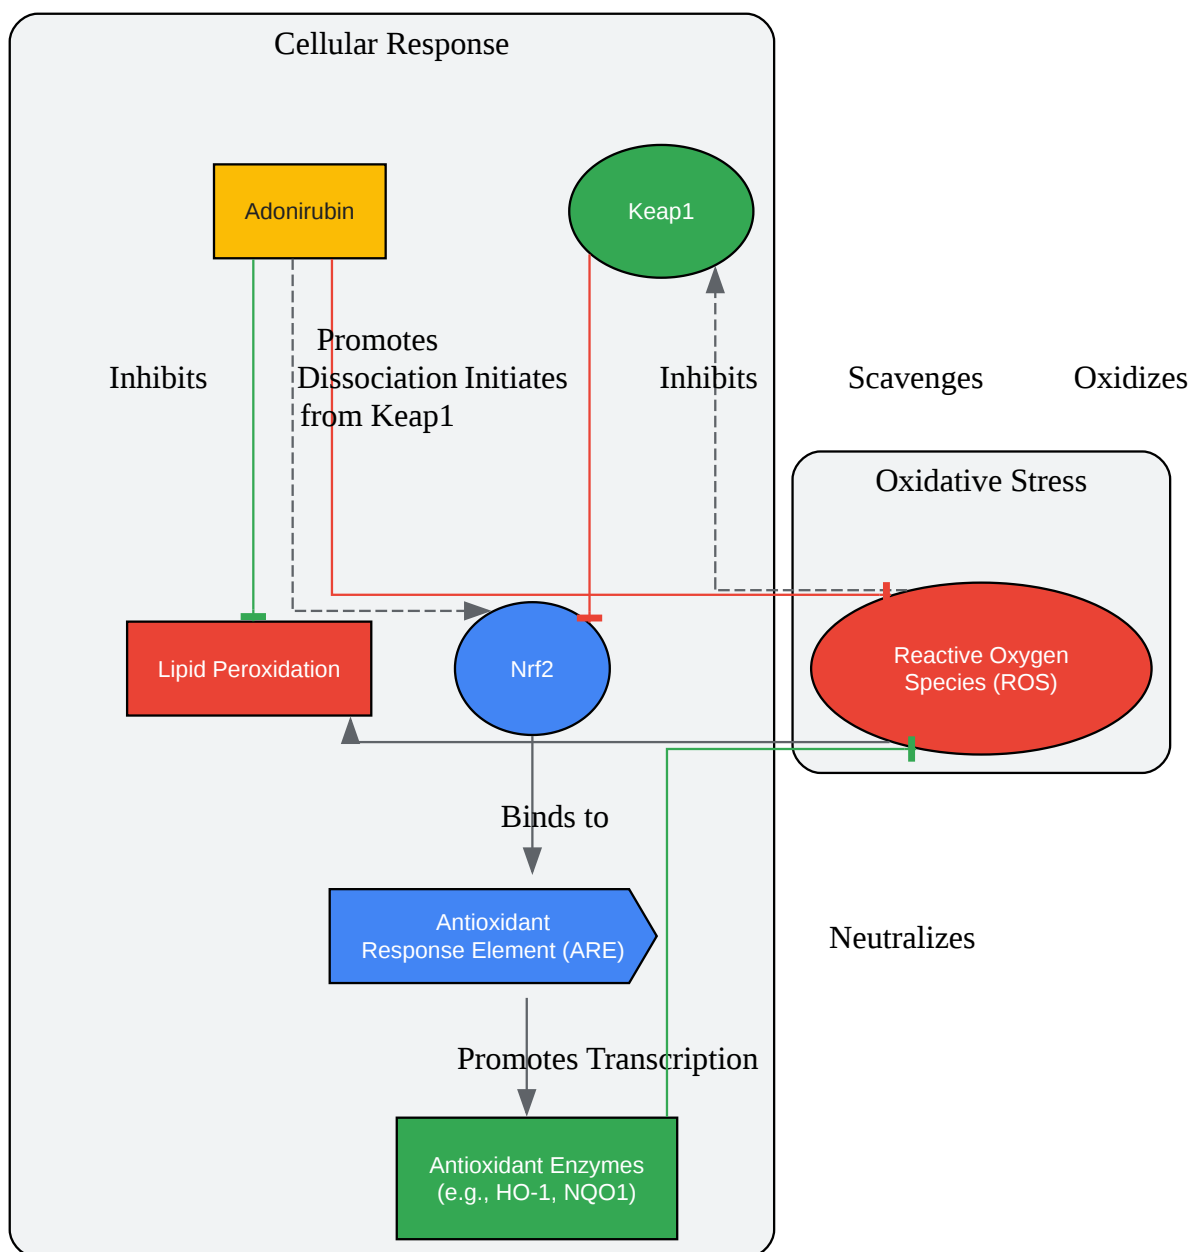 Cellular Response
Adonirubin
Keap1
Inhibits
Promotes
Dissociation
from Keap1
Initiates
Inhibits
Scavenges
Oxidizes
Oxidative Stress
Lipid Peroxidation
Nrf2
Reactive Oxygen
Species (ROS)
Binds to
Antioxidant
Response Element (ARE)
Neutralizes
Promotes Transcription
Antioxidant Enzymes
(e.g., HO-1, NQO1)